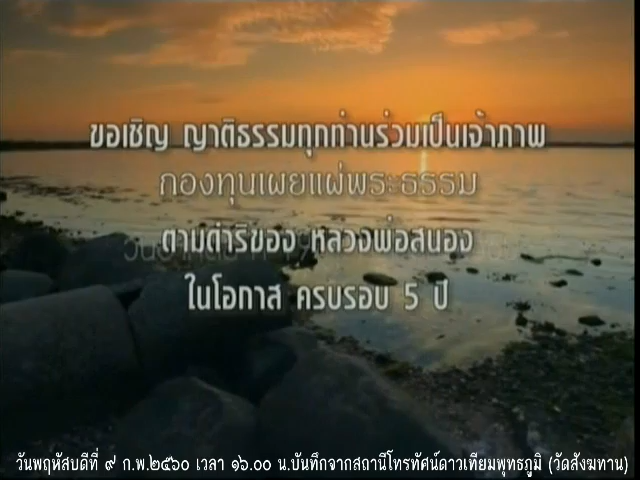 ขอเชิญ ญาติธรรมทุกท่านร่วมเป็นเจ้าภาพ
กองทุนเผยแผ่พระธรรม
ตามดำริของ หลวงพ่อสนอง
ในโอกาส ครบรอบ 5 ปี
วันพฤหัสบดีที่ ๙ ก.พ.๒๕๖๐ เวลา ๑๖.๐๐ น.บันทึกจากสถานีโทรทัศน์ดาวเทียมพุทธภูมิ (วัดสังฆทาน)